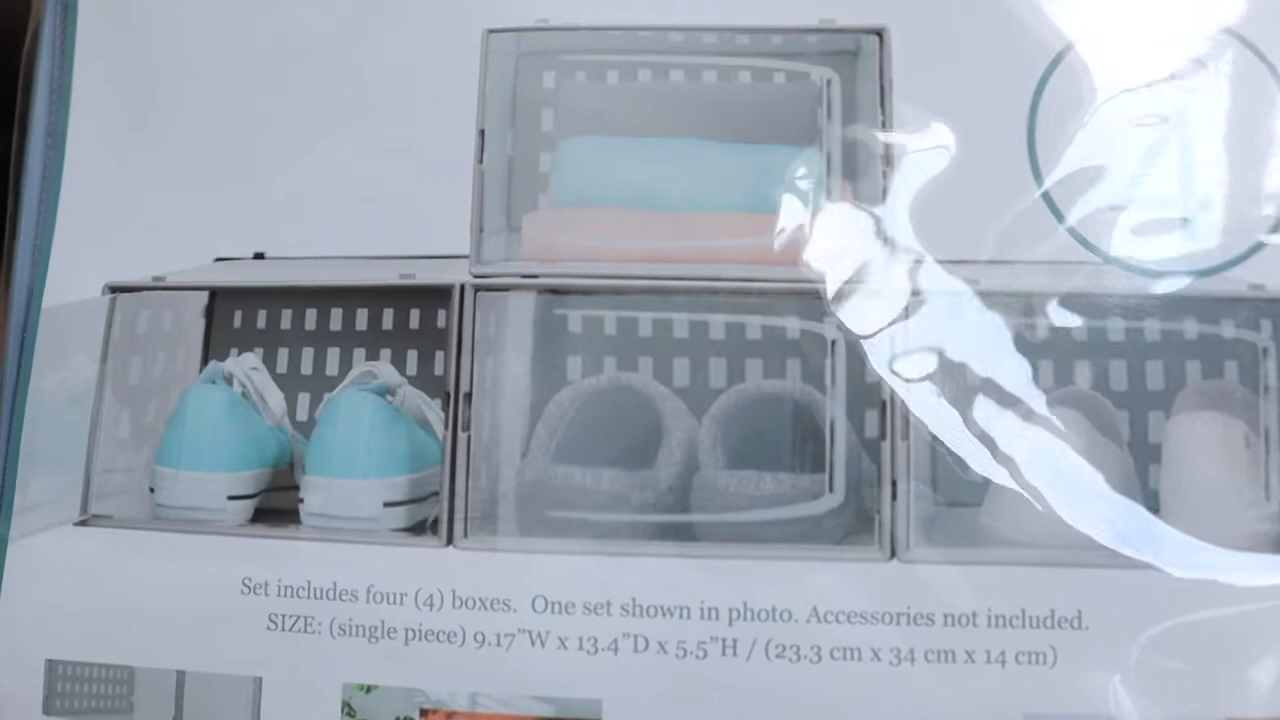 Set includes four (4) boxes. One set shown in photo. Accessories not included.
SIZE: (single piece) 9.17”W x 13.4”D x 5.5”H / (23.3 cm x 34 cm x 14 cm)